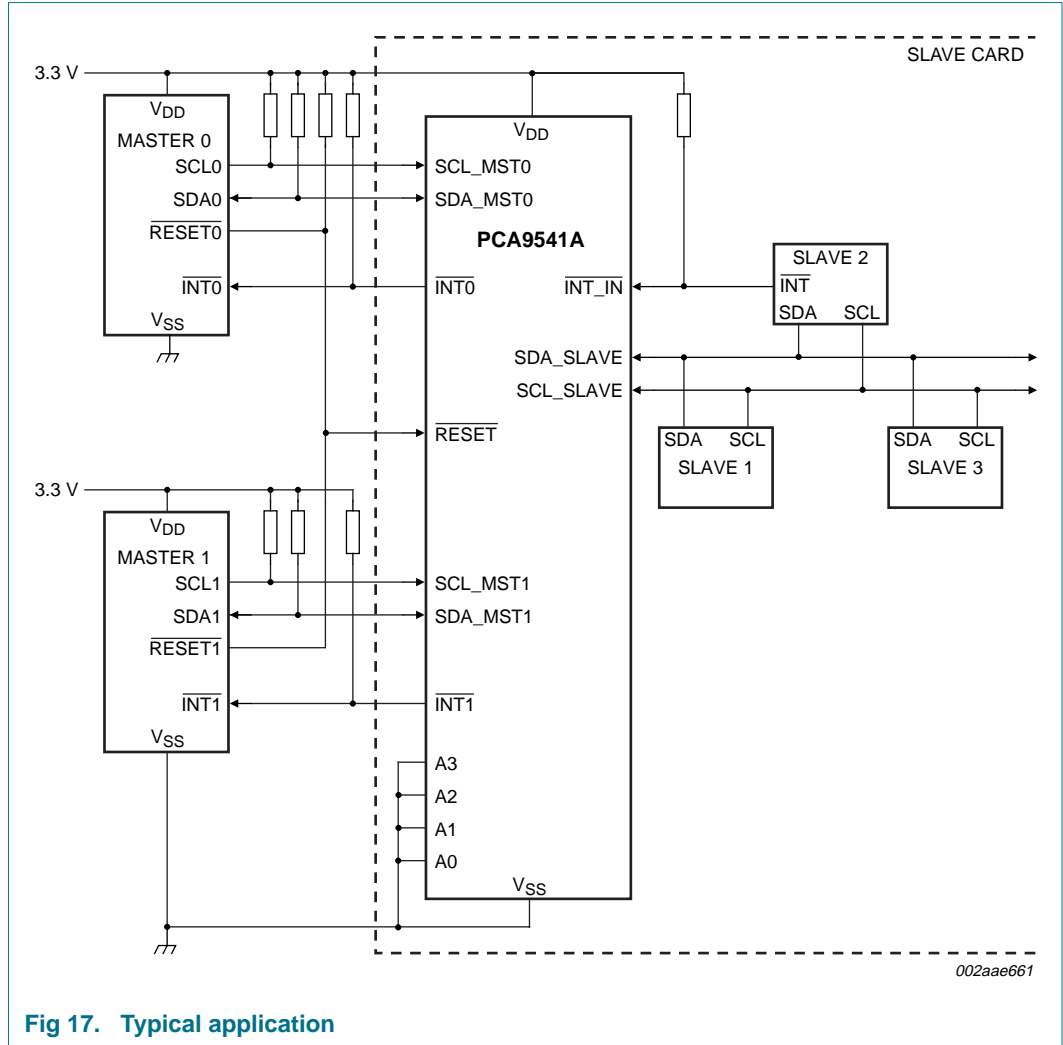 SLAVE CARD
3.3 V
VDD
MASTER 0
SCL0
SDA0
RESET0
INT0
VSS
VDD
SCL_MST0
SDA_MST0
PCA9541A
INT0
INT_IN
SDA_SLAVE
SCL_SLAVE
RESET
SLAVE 2
INT
SDA SCL
SDA SCL
SLAVE 1
SDA SCL
SLAVE 3
3.3 V
VDD
MASTER 1
SCL1
SDA1
RESET1
INT1
VSS
SCL_MST1
SDA_MST1
INT1
A3
A2
A1
A0
VSS
002aae661
Fig 17. Typical application